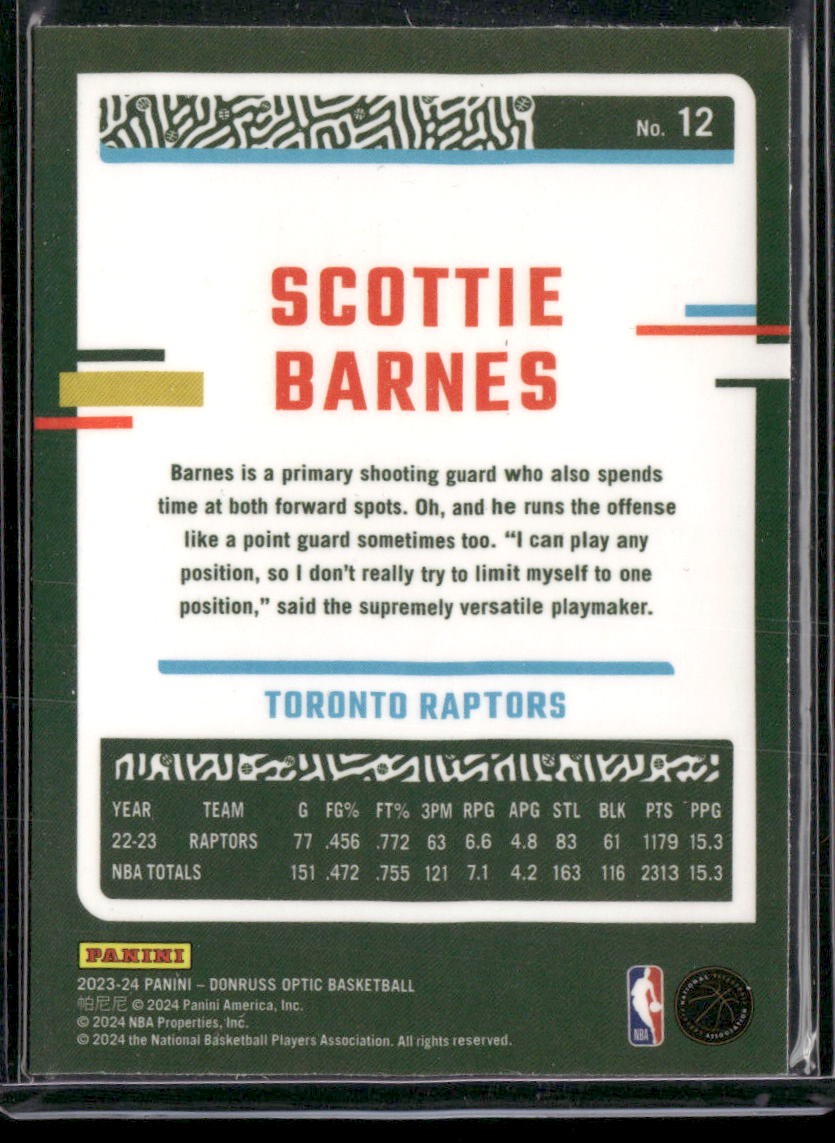 No. 12
SCOTTIE
BARNES
Barnes is a primary shooting guard who also spends
time at both forward spots. Oh, and he runs the offense
like a point guard sometimes too. “I can play any
position, so I don’t really try to limit myself to one
position,” said the supremely versatile playmaker.
TORONTO RAPTORS
YEAR TEAM G FG% FT% 3PM RPG APG STL BLK PTS PPG
22-23 RAPTORS 77 .456 .772 63 6.6 4.8 83 61 1179 15.3
NBA TOTALS 151 .472 .755 121 7.1 4.2 163 116 2313 15.3
PANINI
2023-24 PANINI – DONRUSS OPTIC BASKETBALL
帕尼尼 © 2024 Panini America, Inc.
© 2024 NBA Properties, Inc.
© 2024 the National Basketball Players Association. All rights reserved.
NBA